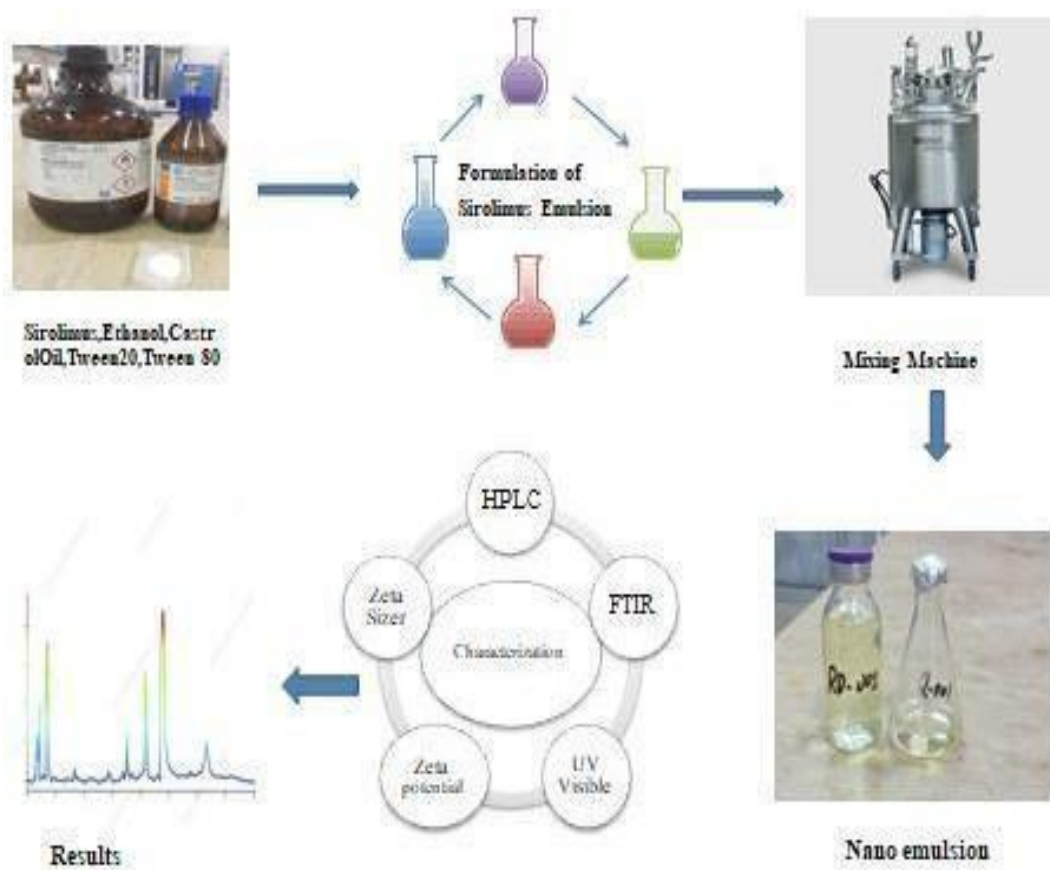 Formulation of
Sirolimus Emulsion
Sirolimus,Ethanol,Castr
olOil,Tween20,Tween 80
Mixing Machine
HPLC
Zeta
Sizer
FTIR
Characterization
Zeta
potential
UV
Visible
Results
Nano emulsion